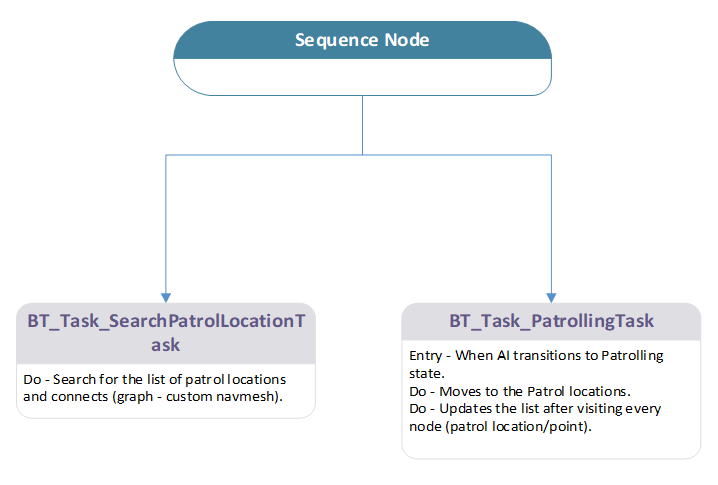 Sequence Node
BT_Task_SearchPatrolLocationT
ask
Do - Search for the list of patrol locations
and connects (graph - custom navmesh).
BT_Task_PatrollingTask
Entry - When AI transitions to Patrolling
state.
Do - Moves to the Patrol locations.
Do - Updates the list after visiting every
node (patrol location/point).